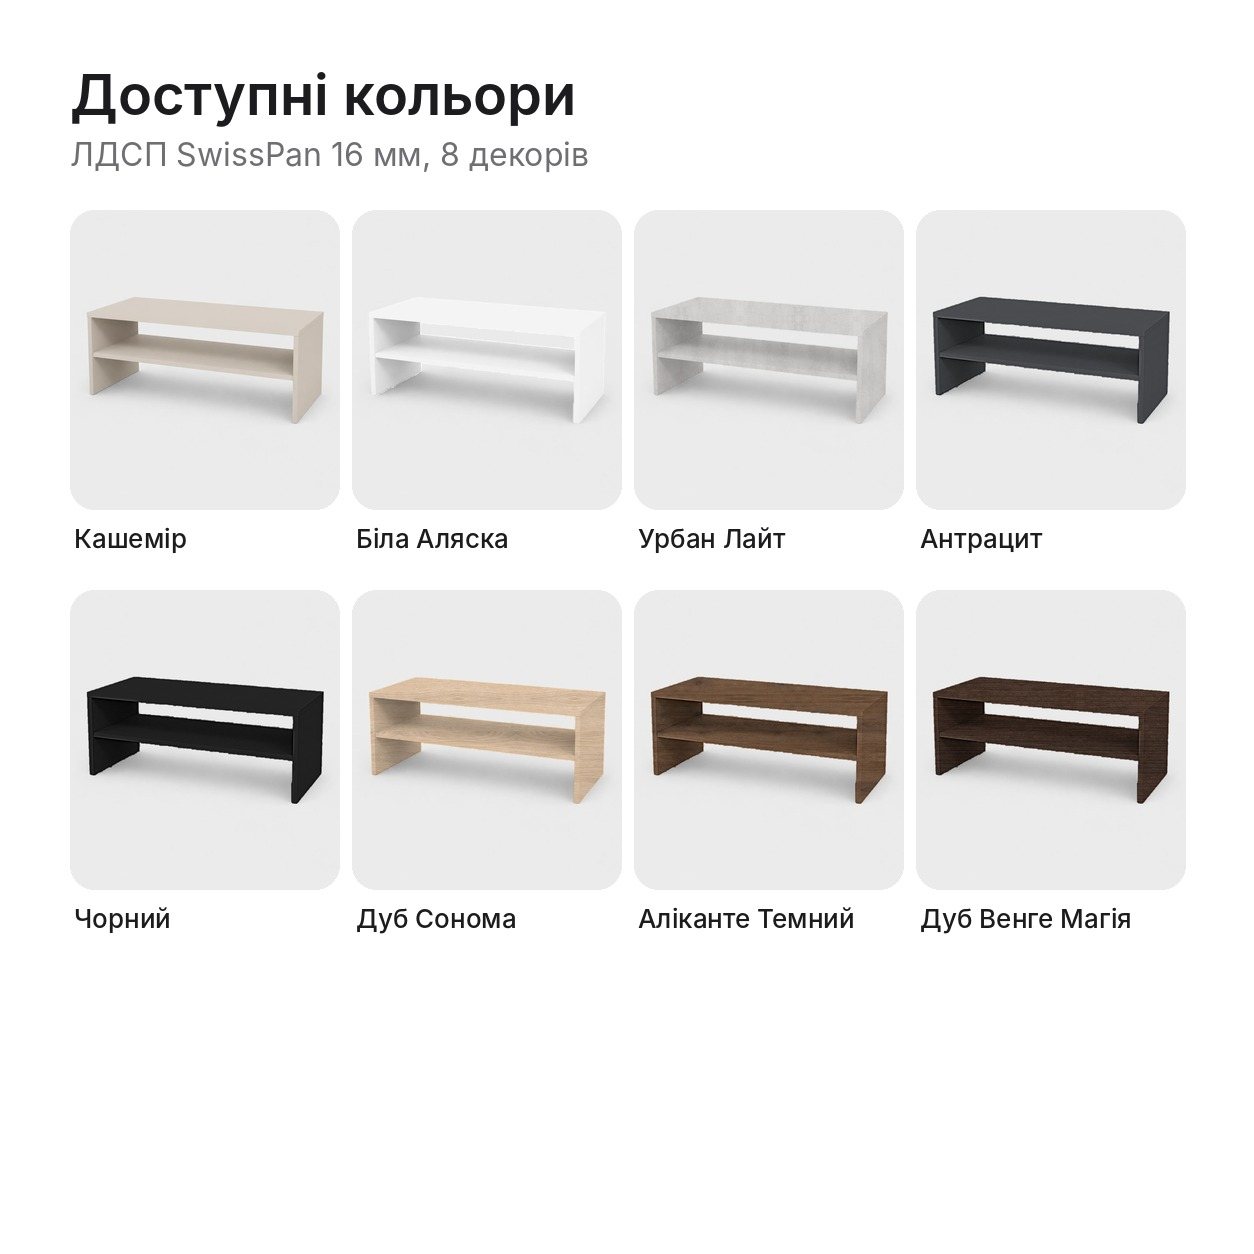 Доступні кольори
ЛДСП SwissPan 16 мм, 8 декорів
Кашемір
Біла Аляска
Урбан Лайт
Антрацит
Чорний
Дуб Сонома
Аліканте Темний
Дуб Венге Магія